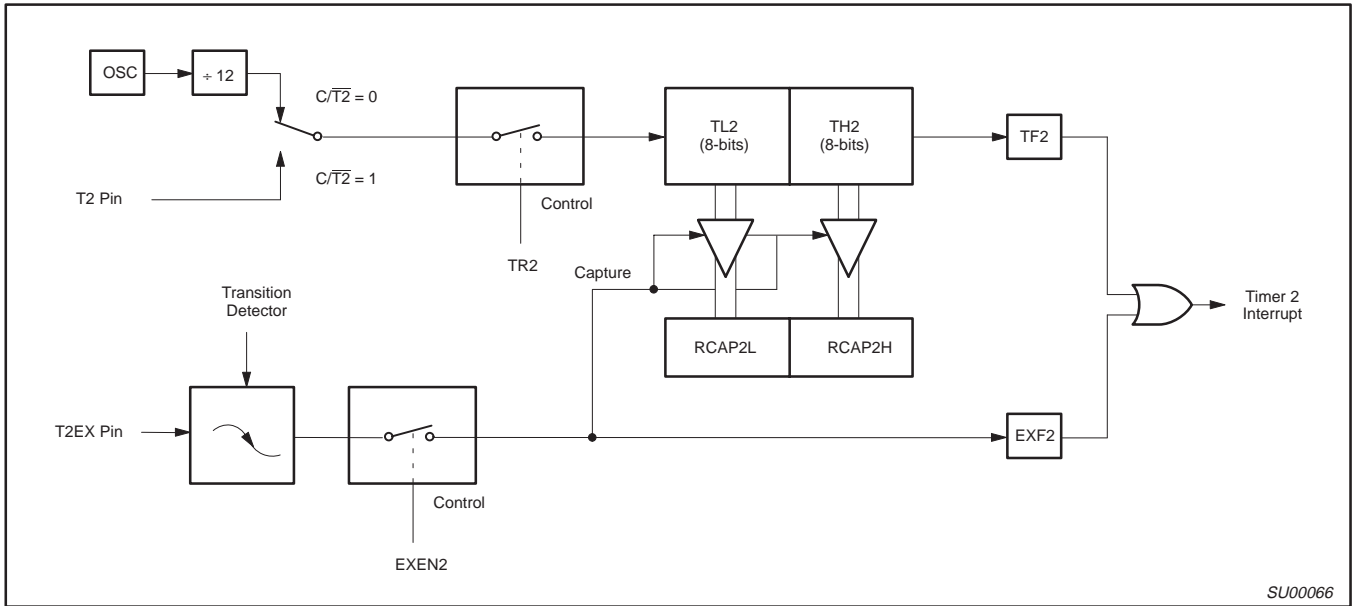 OSC
÷ 12
C/T2̅ = 0
C/T2̅ = 1
T2 Pin
Control
TR2
TL2
(8-bits)
TH2
(8-bits)
TF2
Capture
RCAP2L
RCAP2H
Timer 2
Interrupt
Transition
Detector
T2EX Pin
Control
EXEN2
EXF2
SU00066